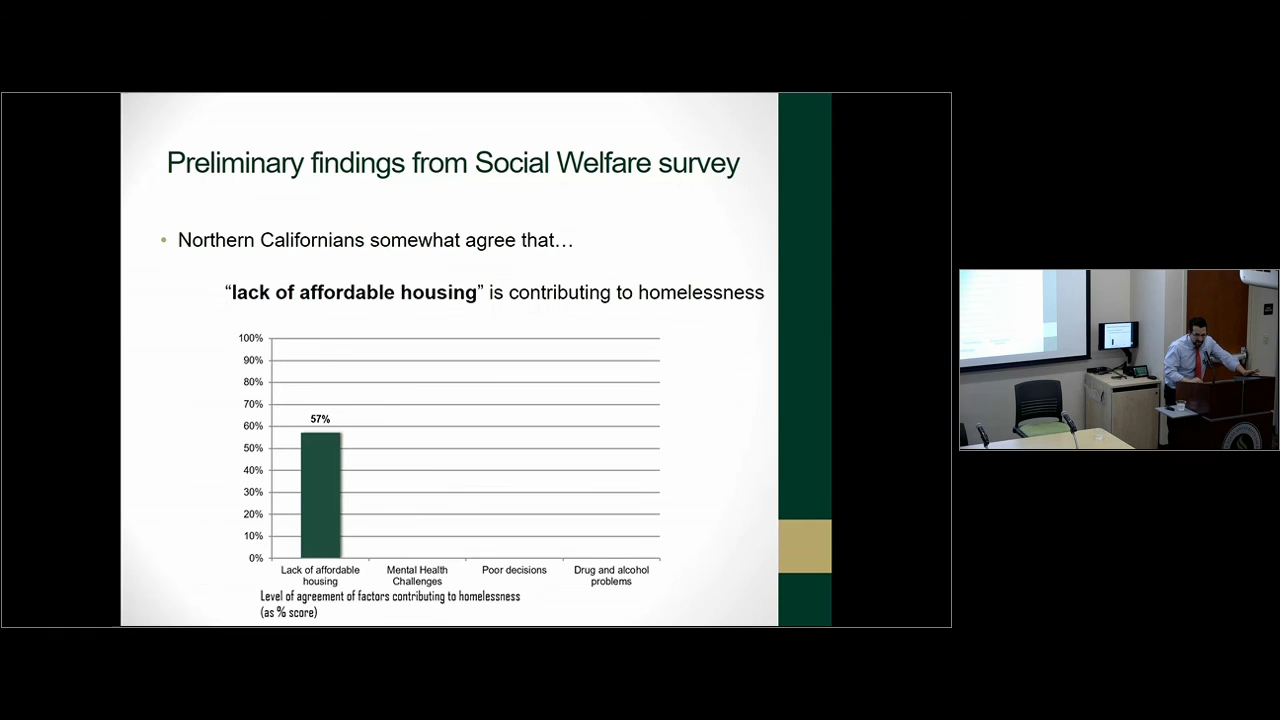 Preliminary findings from Social Welfare survey
• Northern Californians somewhat agree that…
“lack of affordable housing” is contributing to homelessness
100%
90%
80%
70%
60%
50%
40%
30%
20%
10%
0%
57%
Lack of affordable
housing
Mental Health
Challenges
Poor decisions
Drug and alcohol
problems
Level of agreement of factors contributing to homelessness
(as % score)